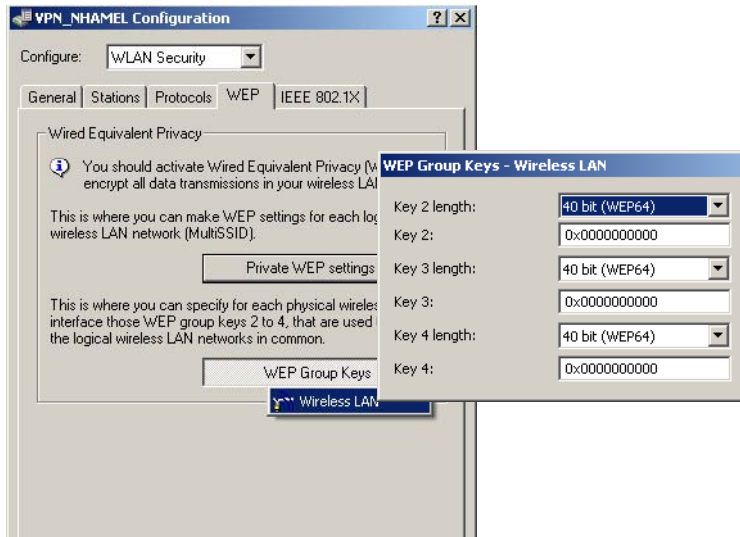 VPN_NHAMEL Configuration
Configure: WLAN Security
General Stations Protocols WEP IEEE 802.1X
Wired Equivalent Privacy
You should activate Wired Equivalent Privacy (W
encrypt all data transmissions in your wireless LA
This is where you can make WEP settings for each log
wireless LAN network (MultiSSID).
Private WEP settings
This is where you can specify for each physical wireles
interface those WEP group keys 2 to 4, that are used
the logical wireless LAN networks in common.
WEP Group Keys
Wireless LAN
WEP Group Keys - Wireless LAN
Key 2 length: 40 bit (WEP64)
Key 2: 0x0000000000
Key 3 length: 40 bit (WEP64)
Key 3: 0x0000000000
Key 4 length: 40 bit (WEP64)
Key 4: 0x0000000000